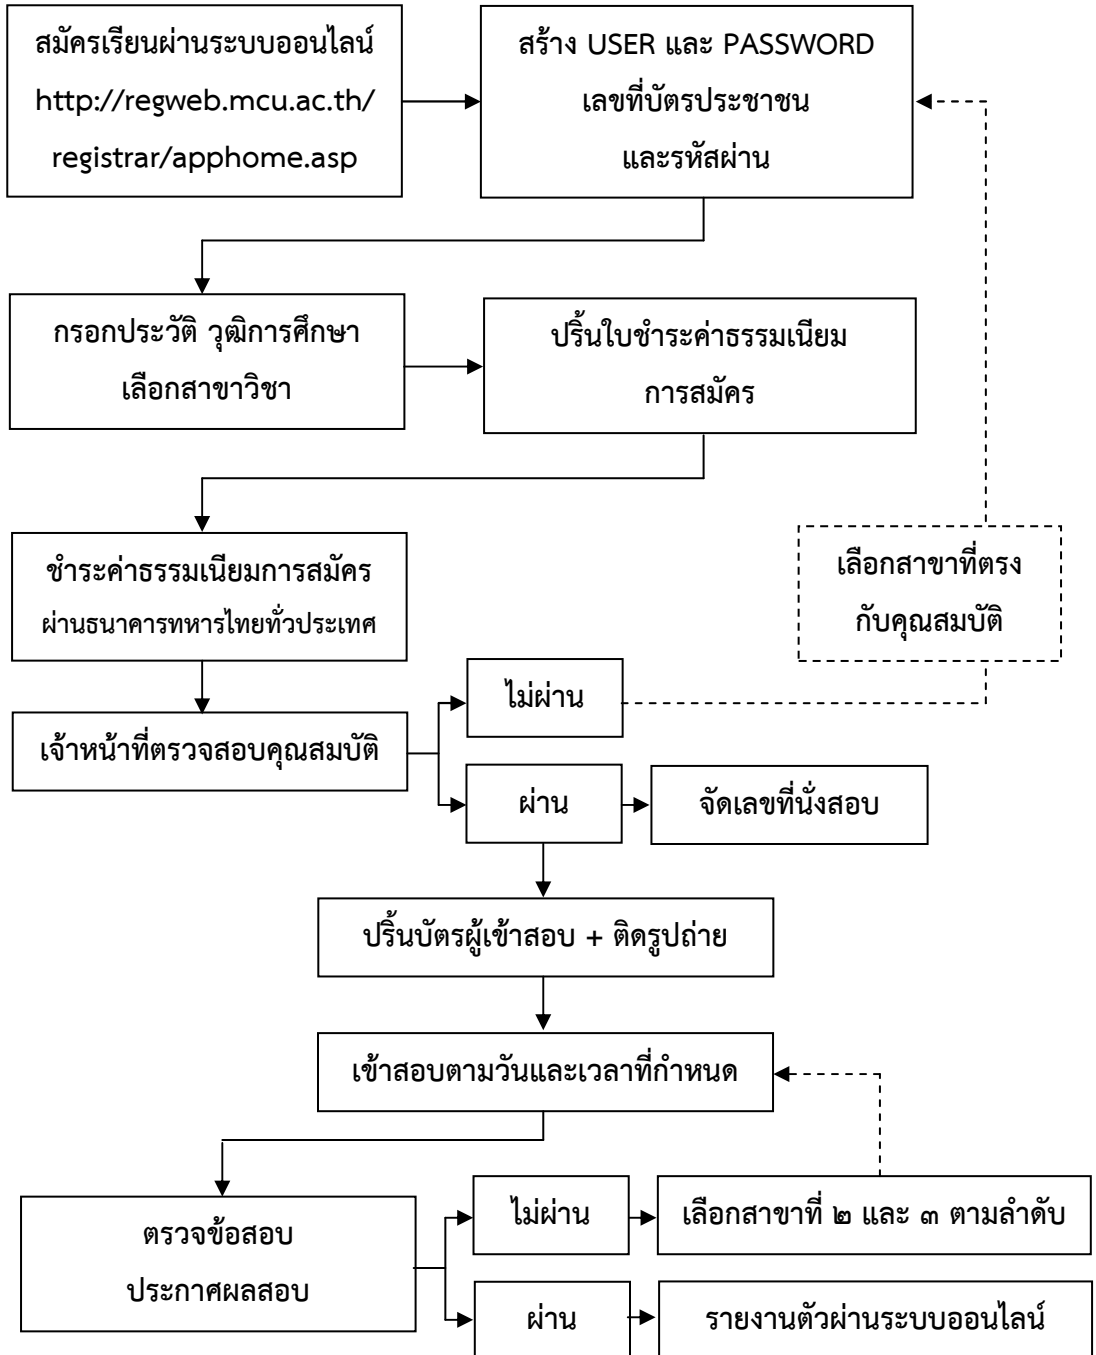 สมัครเรียนผ่านระบบออนไลน์
http://regweb.mcu.ac.th/
registrar/apphome.asp
สร้าง USER และ PASSWORD
เลขที่บัตรประชาชน
และรหัสผ่าน
กรอกประวัติ วุฒิการศึกษา
เลือกสาขาวิชา
ปริ้นใบชำระค่าธรรมเนียม
การสมัคร
ชำระค่าธรรมเนียมการสมัคร
ผ่านธนาคารทหารไทยทั่วประเทศ
เลือกสาขาที่ตรง
กับคุณสมบัติ
เจ้าหน้าที่ตรวจสอบคุณสมบัติ
ไม่ผ่าน
ผ่าน
จัดเลขที่นั่งสอบ
ปริ้นบัตรผู้เข้าสอบ + ติดรูปถ่าย
เข้าสอบตามวันและเวลาที่กำหนด
ตรวจข้อสอบ
ประกาศผลสอบ
ไม่ผ่าน
เลือกสาขาที่ ๒ และ ๓ ตามลำดับ
ผ่าน
รายงานตัวผ่านระบบออนไลน์